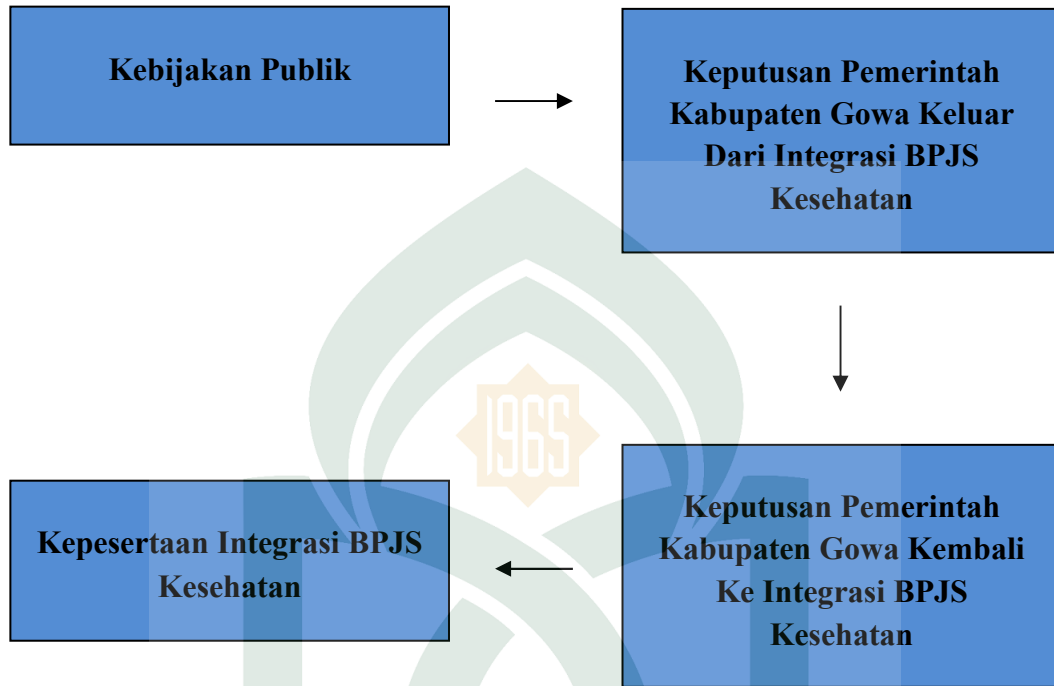 Kebijakan Publik
Keputusan Pemerintah
Kabupaten Gowa Keluar
Dari Integrasi BPJS
Kesehatan
1965
Kepesertaan Integrasi BPJS
Kesehatan
Keputusan Pemerintah
Kabupaten Gowa Kembali
Ke Integrasi BPJS
Kesehatan